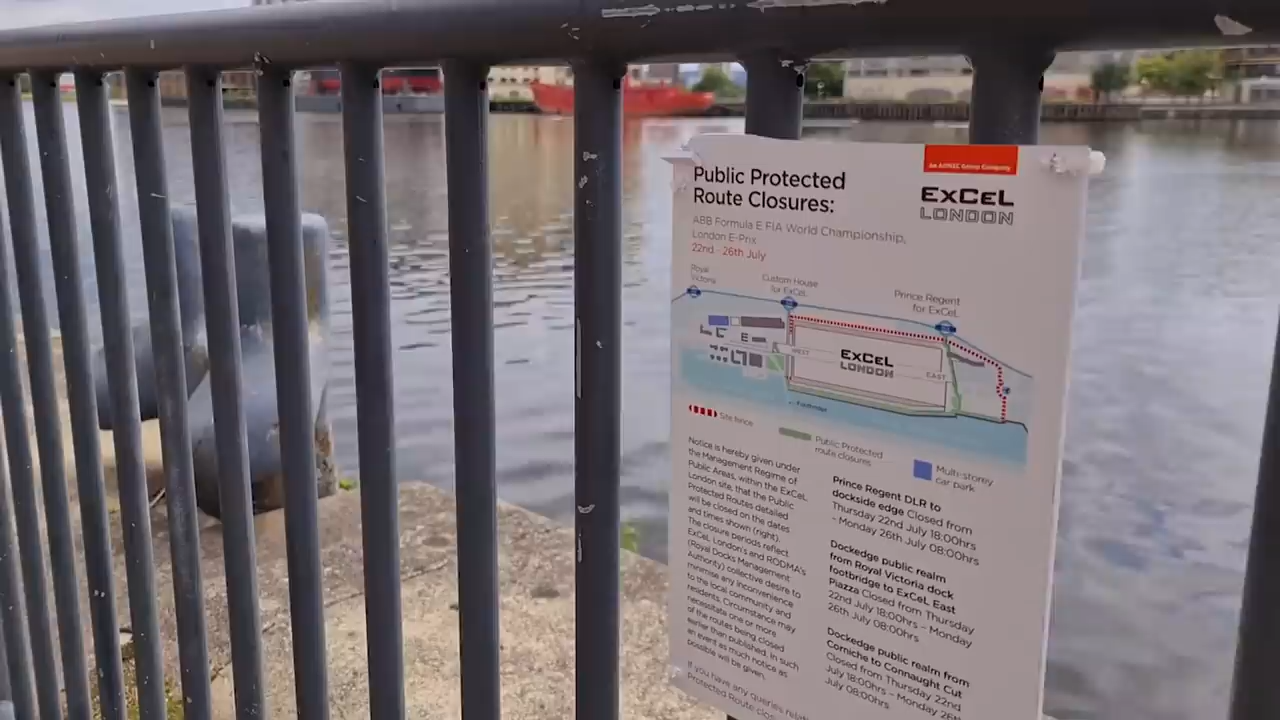 Public Protected
Route Closures:
An ADNEC Group Company
ExCeL
LONDON
ABB Formula E FIA World Championship,
London E-Prix
22nd - 26th July
Royal
Victoria
Custom House
for ExCeL
Prince Regent
for ExCeL
WEST
ExCeL
LONDON
EAST
Footbridge
Site fence
Public Protected
route closures
Multi-storey
car park
Notice is hereby given under
the Management Regime of
Public Areas, within the ExCeL
London site, that the Public
Protected Routes detailed
will be closed on the dates
and times shown (right).
The closure periods reflect
ExCeL London's and RODMA's
(Royal Docks Management
Authority) collective desire to
minimise any inconvenience
to the local community and
residents. Circumstance may
necessitate one or more
of the routes being closed
earlier than published. In such
an event as much notice as
possible will be given.
If you have any queries relat
Protected Route clos
Prince Regent DLR to
dockside edge Closed from
Thursday 22nd July 18:00hrs
- Monday 26th July 08:00hrs
Dockedge public realm
from Royal Victoria dock
footbridge to ExCeL East
Piazza Closed from Thursday
22nd July 18:00hrs – Monday
26th July 08:00hrs
Dockedge public realm from
Corniche to Connaught Cut
Closed from Thursday 22nd
July 18:00hrs – Monday 26th
July 08:00hrs